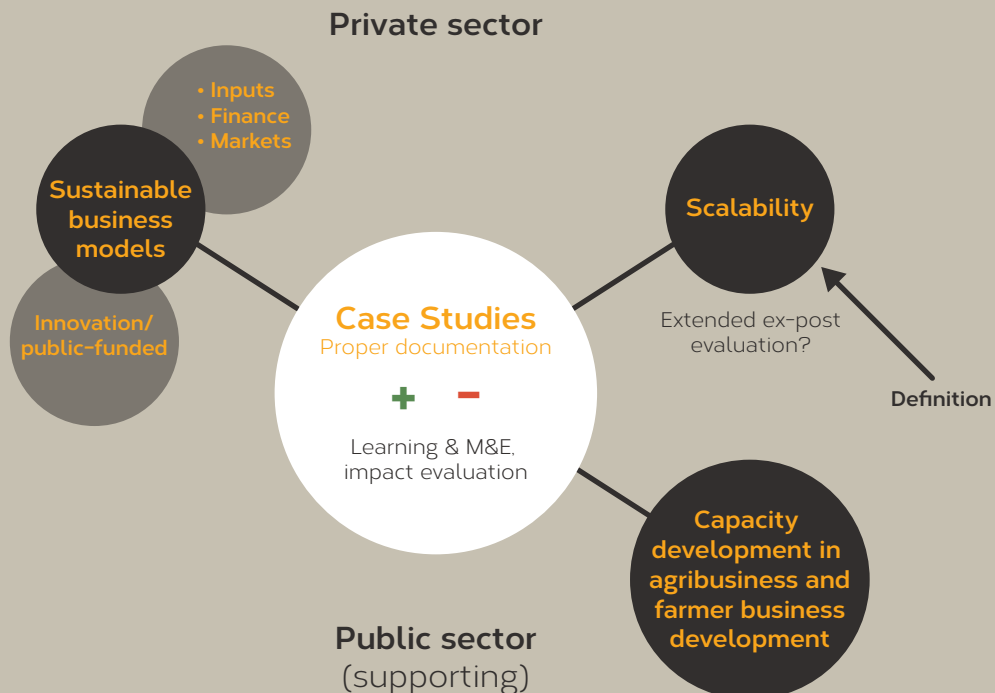 Private sector
• Inputs
• Finance
• Markets
Sustainable
business
models
Innovation/
public-funded
Case Studies
Proper documentation
+ −
Learning & M&E,
impact evaluation
Scalability
Extended ex-post
evaluation?
Definition
Capacity
development in
agribusiness and
farmer business
development
Public sector
(supporting)